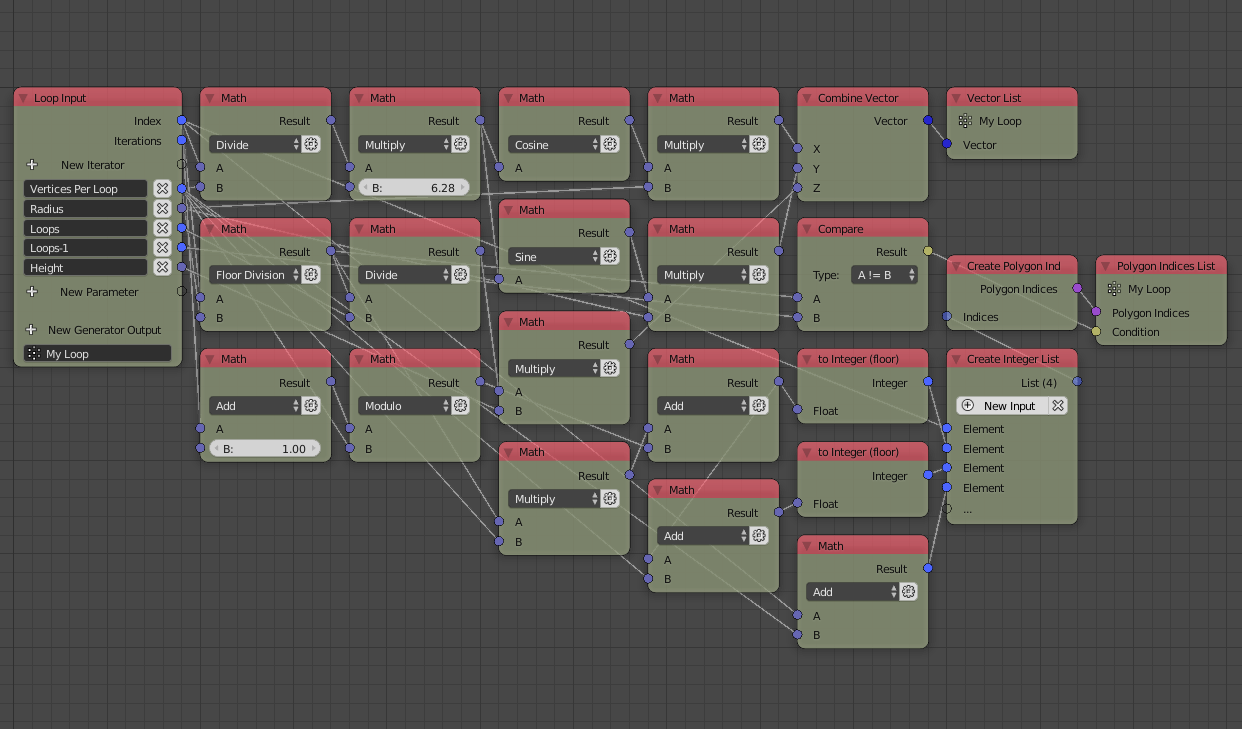 Loop Input
Index
Iterations
New Iterator
Vertices Per Loop
Radius
Loops
Loops-1
Height
New Parameter
New Generator Output
My Loop
Math
Result
Divide
A
B
Math
Result
Floor Division
A
B
Math
Result
Add
A
B: 1.00
Math
Result
Multiply
A
B: 6.28
Math
Result
Divide
A
B
Math
Result
Modulo
A
B
Math
Result
Cosine
A
Math
Result
Sine
A
Math
Result
Multiply
A
B
Math
Result
Multiply
A
B
Math
Result
Multiply
A
B
Math
Result
Multiply
A
B
Math
Result
Add
A
B
Math
Result
Add
A
B
Combine Vector
Vector
X
Y
Z
Compare
Result
Type: A != B
A
B
to Integer (floor)
Integer
Float
to Integer (floor)
Integer
Float
Math
Result
Add
A
B
Vector List
My Loop
Vector
Create Polygon Ind
Polygon Indices
Indices
Create Integer List
List (4)
New Input
Element
Element
Element
Element
...
Polygon Indices List
My Loop
Polygon Indices
Condition